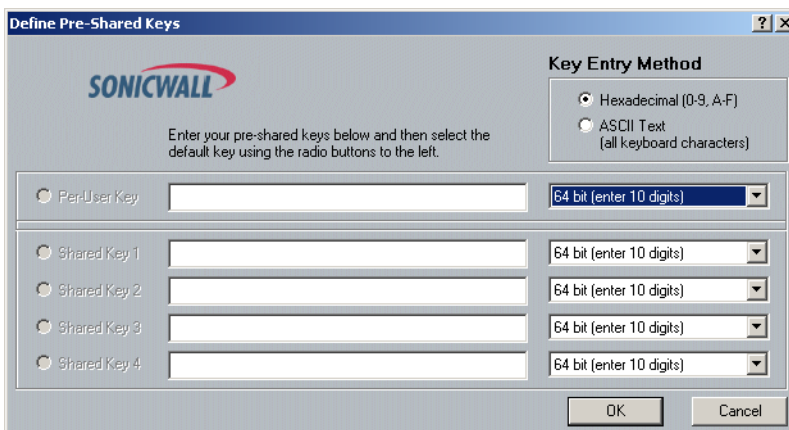 Define Pre-Shared Keys
SONICWALL
Key Entry Method
Hexadecimal (0-9, A-F)
ASCII Text
(all keyboard characters)
Enter your pre-shared keys below and then select the
default key using the radio buttons to the left.
Per-User Key 64 bit (enter 10 digits)
Shared Key 1 64 bit (enter 10 digits)
Shared Key 2 64 bit (enter 10 digits)
Shared Key 3 64 bit (enter 10 digits)
Shared Key 4 64 bit (enter 10 digits)
OK Cancel